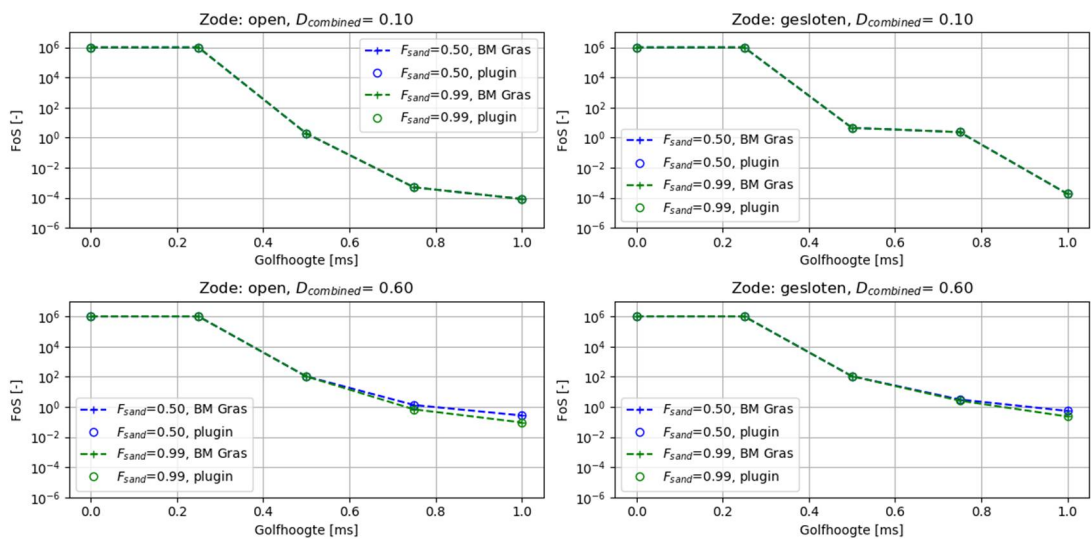 Zode: open, D_combined= 0.10
FoS [-]
10^6
10^4
10^2
10^0
10^−2
10^−4
10^−6
F_sand=0.50, BM Gras
F_sand=0.50, plugin
F_sand=0.99, BM Gras
F_sand=0.99, plugin
0.0 0.2 0.4 0.6 0.8 1.0
Golfhoogte [ms]
Zode: gesloten, D_combined= 0.10
FoS [-]
10^6
10^4
10^2
10^0
10^−2
10^−4
10^−6
F_sand=0.50, BM Gras
F_sand=0.50, plugin
F_sand=0.99, BM Gras
F_sand=0.99, plugin
0.0 0.2 0.4 0.6 0.8 1.0
Golfhoogte [ms]
Zode: open, D_combined= 0.60
FoS [-]
10^6
10^4
10^2
10^0
10^−2
10^−4
10^−6
F_sand=0.50, BM Gras
F_sand=0.50, plugin
F_sand=0.99, BM Gras
F_sand=0.99, plugin
0.0 0.2 0.4 0.6 0.8 1.0
Golfhoogte [ms]
Zode: gesloten, D_combined= 0.60
FoS [-]
10^6
10^4
10^2
10^0
10^−2
10^−4
10^−6
F_sand=0.50, BM Gras
F_sand=0.50, plugin
F_sand=0.99, BM Gras
F_sand=0.99, plugin
0.0 0.2 0.4 0.6 0.8 1.0
Golfhoogte [ms]